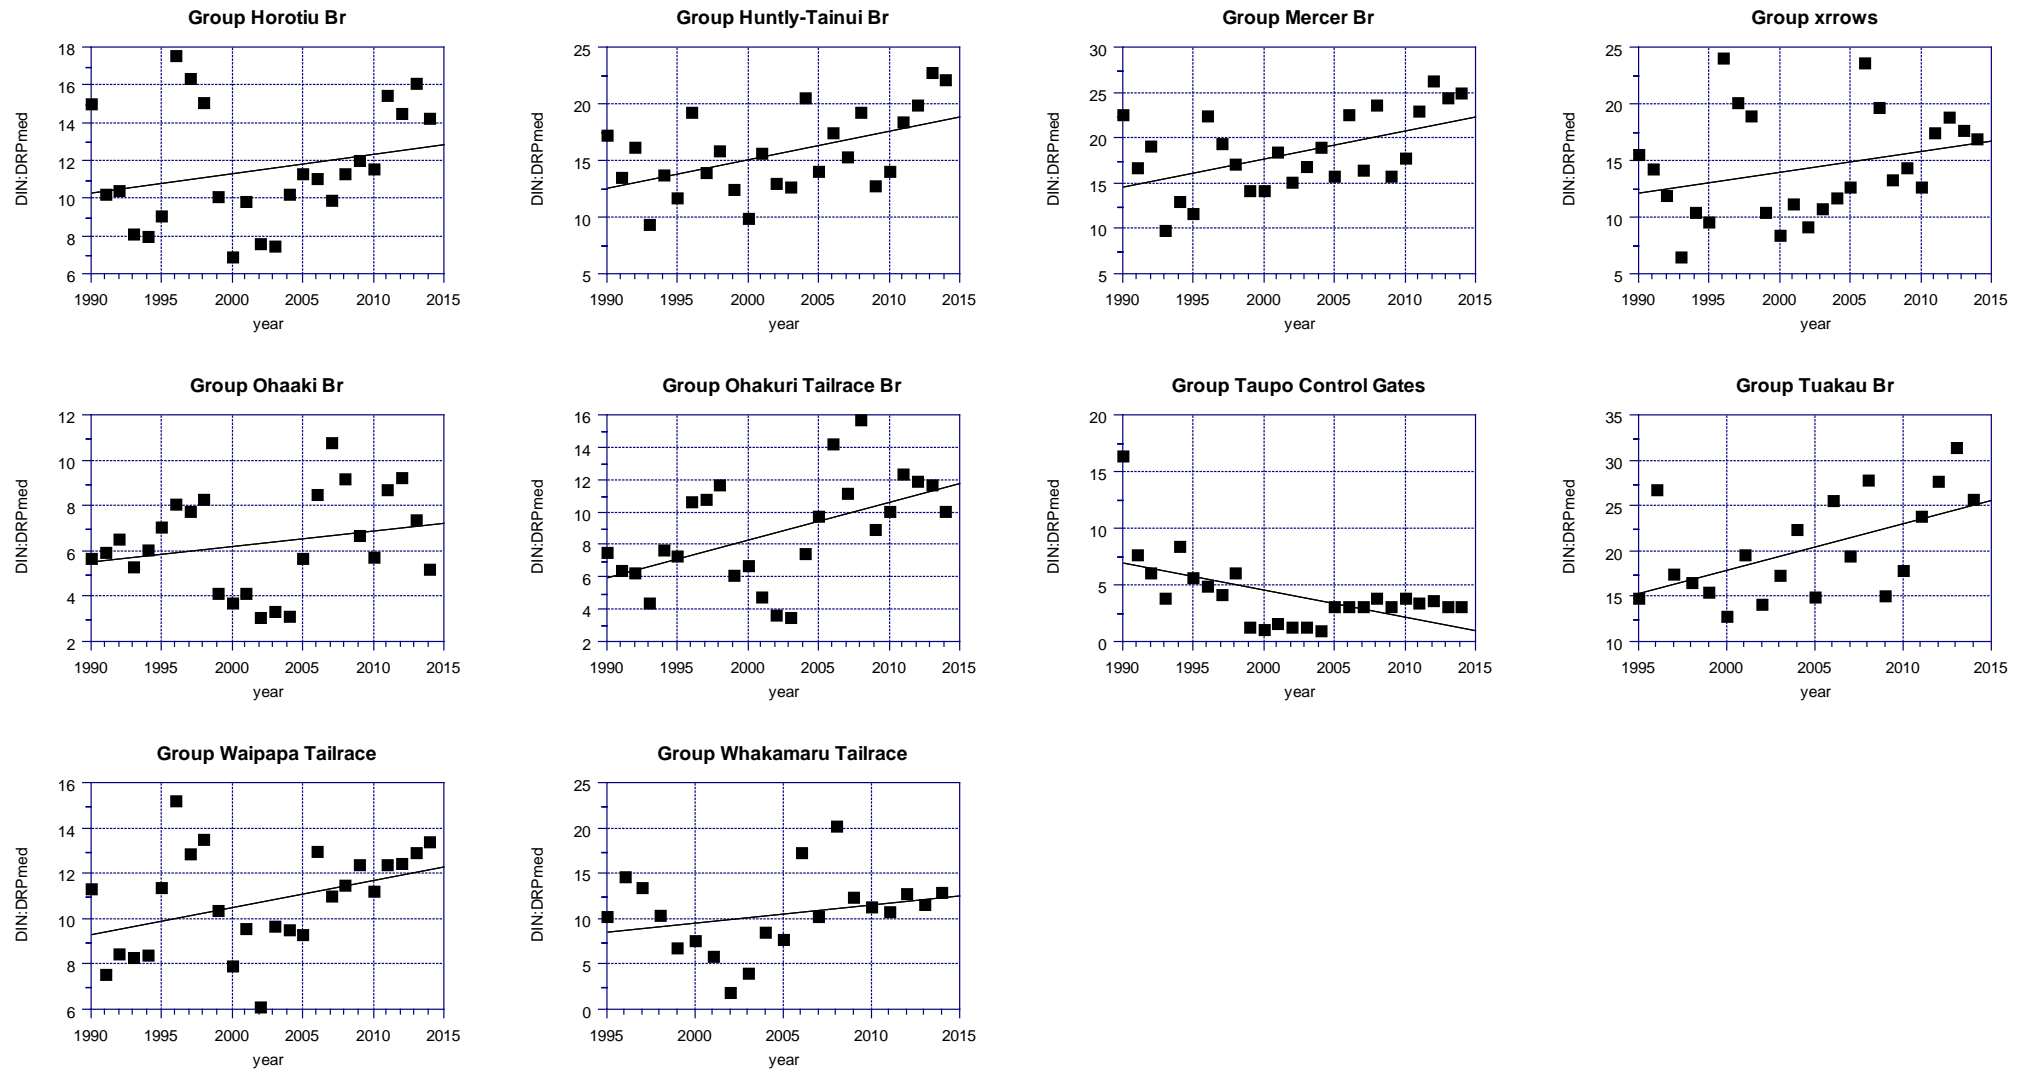 Group Horotiu Br
DIN:DRPmed
18
16
14
12
10
8
6
1990 1995 2000 2005 2010 2015
year
Group Huntly-Tainui Br
DIN:DRPmed
25
20
15
10
5
1990 1995 2000 2005 2010 2015
year
Group Mercer Br
DIN:DRPmed
30
25
20
15
10
5
1990 1995 2000 2005 2010 2015
year
Group xrrows
DIN:DRPmed
25
20
15
10
5
1990 1995 2000 2005 2010 2015
year
Group Ohaaki Br
DIN:DRPmed
12
10
8
6
4
2
1990 1995 2000 2005 2010 2015
year
Group Ohakuri Tailrace Br
DIN:DRPmed
16
14
12
10
8
6
4
2
1990 1995 2000 2005 2010 2015
year
Group Taupo Control Gates
DIN:DRPmed
20
15
10
5
0
1990 1995 2000 2005 2010 2015
year
Group Tuakau Br
DIN:DRPmed
35
30
25
20
15
10
1995 2000 2005 2010 2015
year
Group Waipapa Tailrace
DIN:DRPmed
16
14
12
10
8
6
1990 1995 2000 2005 2010 2015
year
Group Whakamaru Tailrace
DIN:DRPmed
25
20
15
10
5
0
1995 2000 2005 2010 2015
year